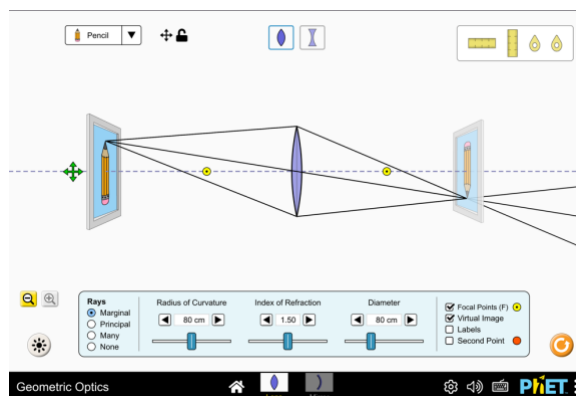 Pencil
Rays
Marginal
Principal
Many
None
Radius of Curvature
80 cm
Index of Refraction
1.50
Diameter
80 cm
Focal Points (F)
Virtual Image
Labels
Second Point
Geometric Optics
PhET